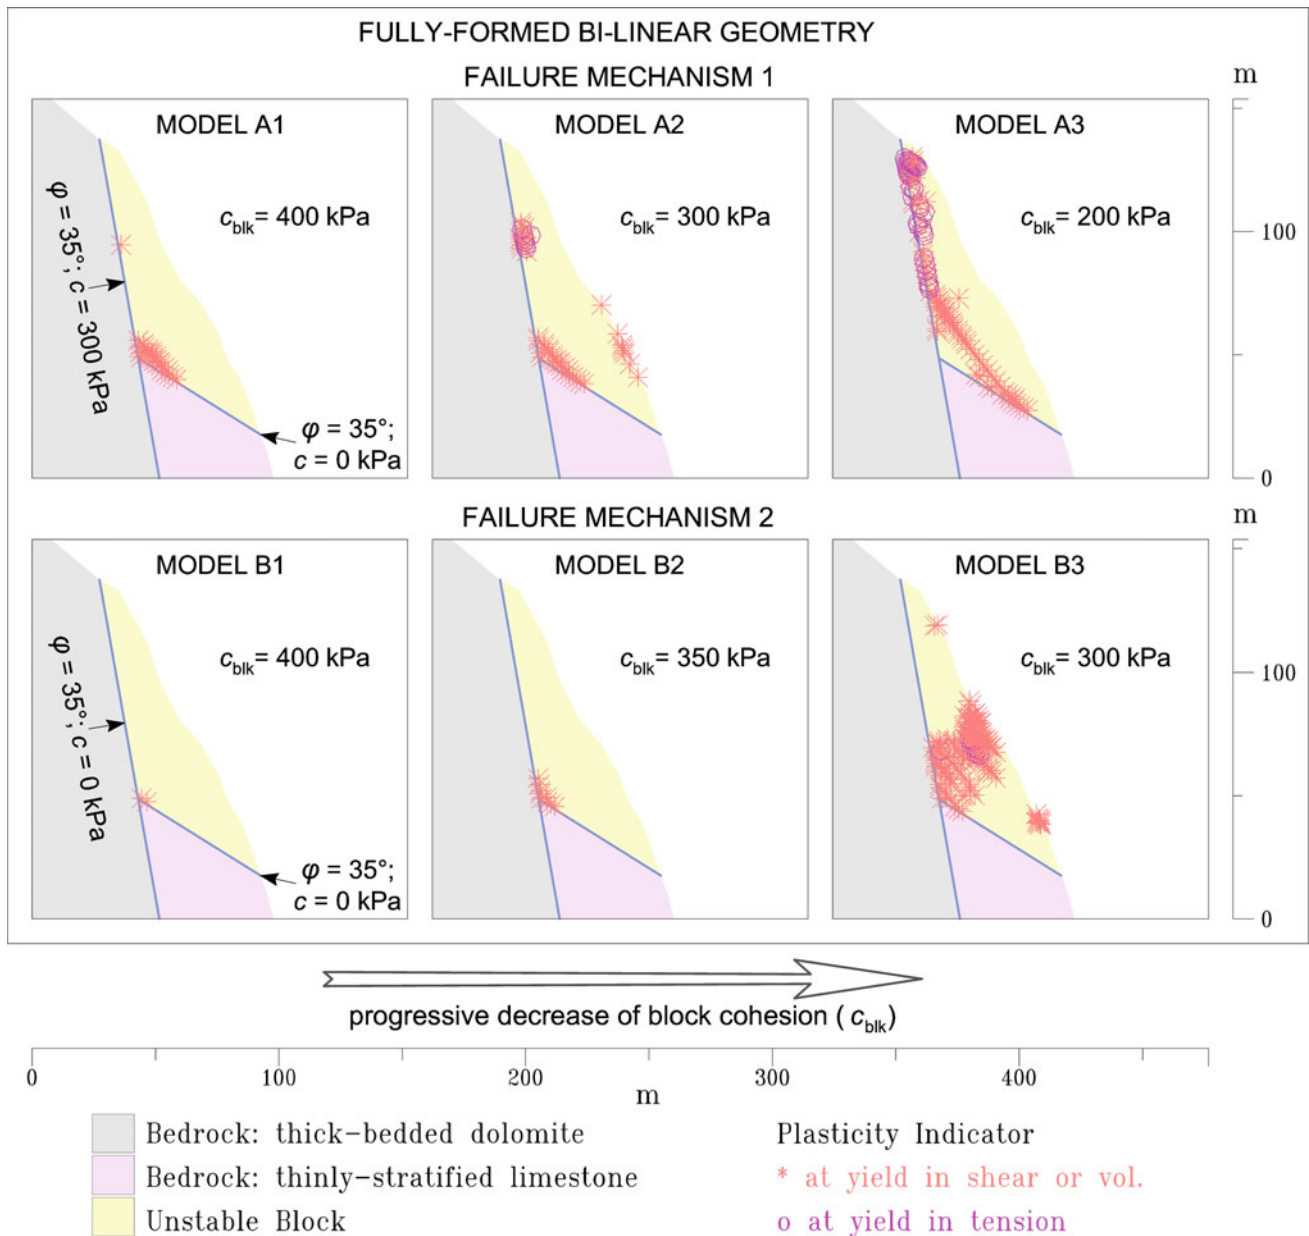 FULLY-FORMED BI-LINEAR GEOMETRY
FAILURE MECHANISM 1
m
MODEL A1
MODEL A2
MODEL A3
φ = 35°; c = 300 kPa
c_blk = 400 kPa
c_blk = 300 kPa
c_blk = 200 kPa
100
φ = 35°;
c = 0 kPa
0
FAILURE MECHANISM 2
m
MODEL B1
MODEL B2
MODEL B3
φ = 35°; c = 0 kPa
c_blk = 400 kPa
c_blk = 350 kPa
c_blk = 300 kPa
100
φ = 35°;
c = 0 kPa
0
progressive decrease of block cohesion ( c_blk)
0 100 200 300 400
m
Bedrock: thick-bedded dolomite
Bedrock: thinly-stratified limestone
Unstable Block
Plasticity Indicator
* at yield in shear or vol.
o at yield in tension